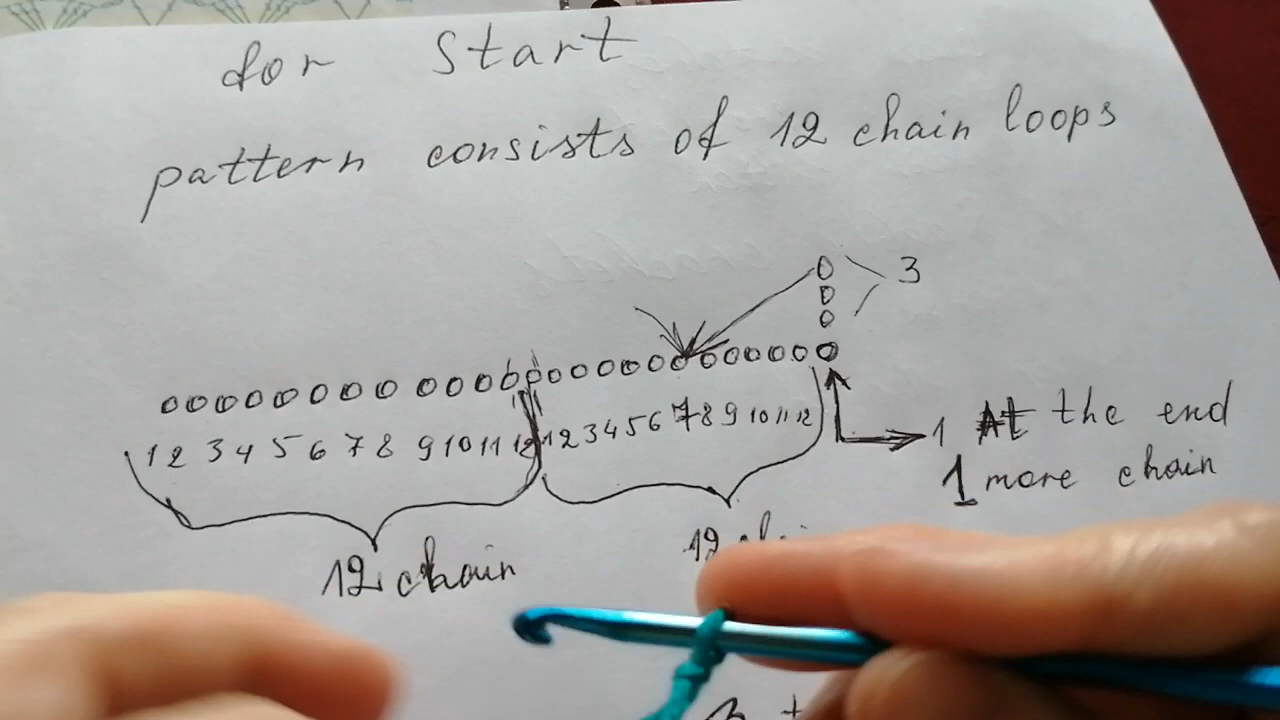 for start
pattern consists of 12 chain loops
3
1 2 3 4 5 6 7 8 9 10 11 12 1 2 3 4 5 6 7 8 9 10 11 12
1 At the end
1 more chain
12 chain
12